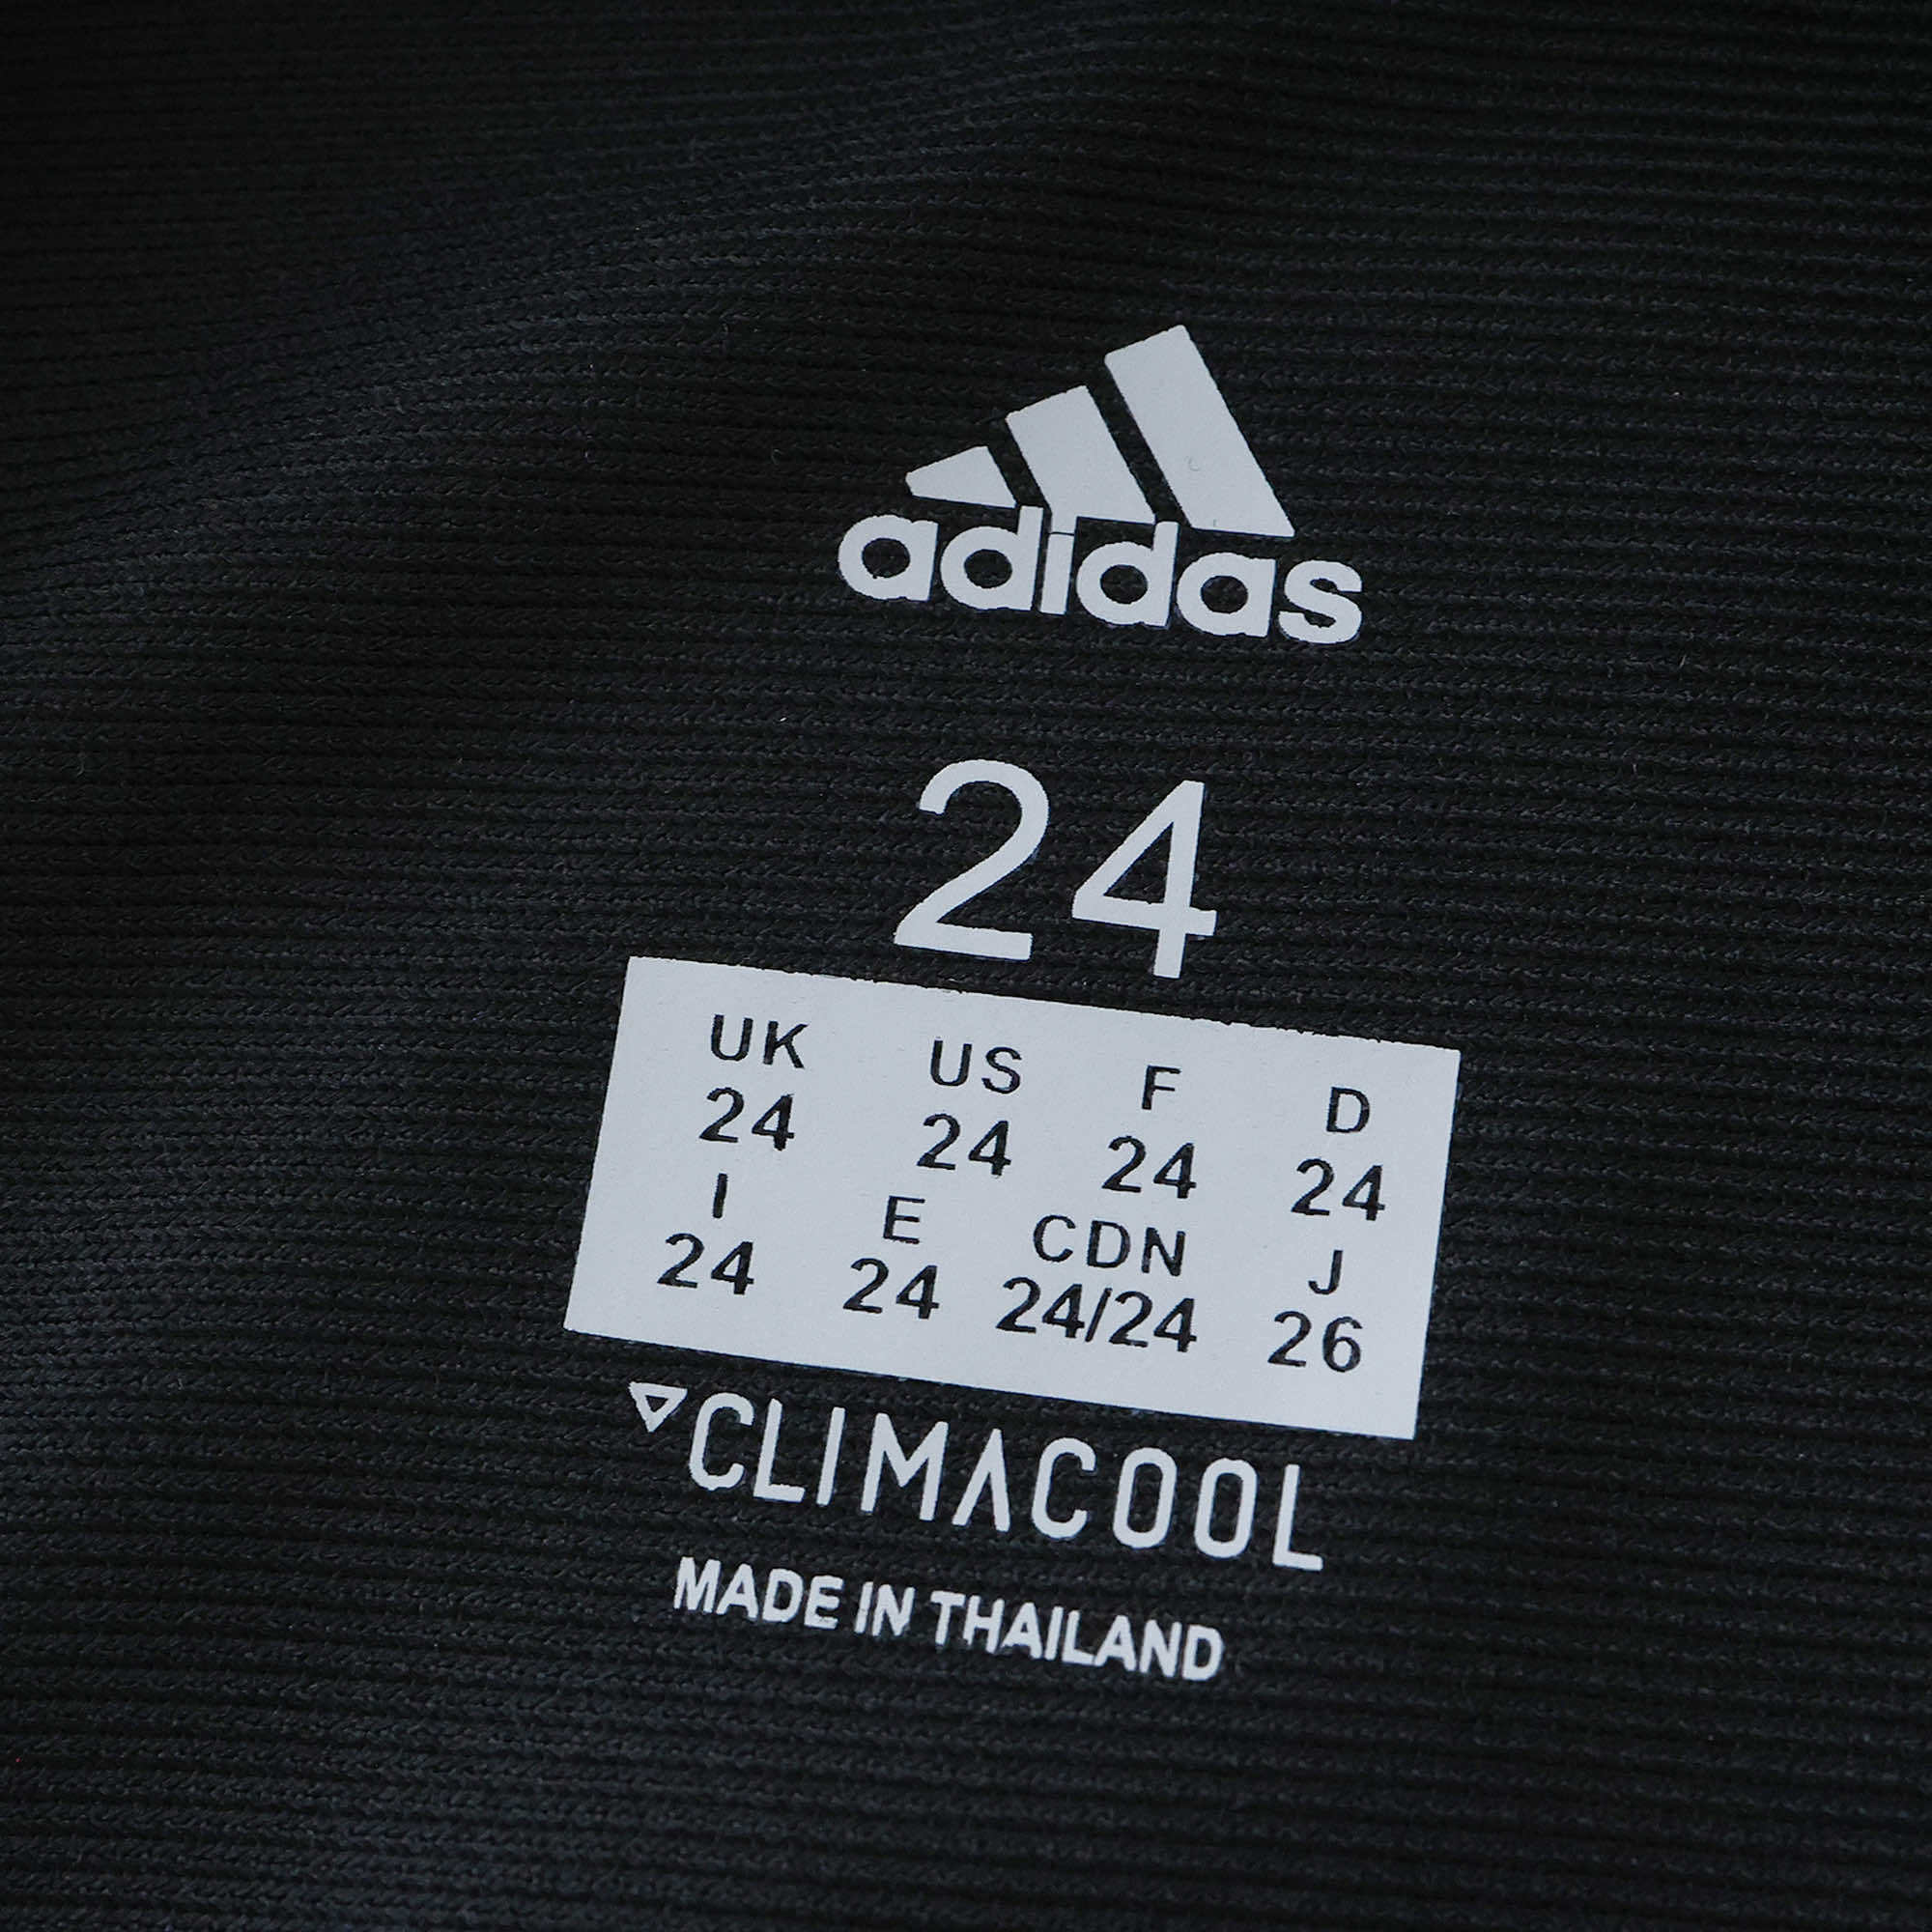 adidas
24
UK US F D
24 24 24 24
I E CDN J
24 24 24/24 26
CLIMACOOL
MADE IN THAILAND